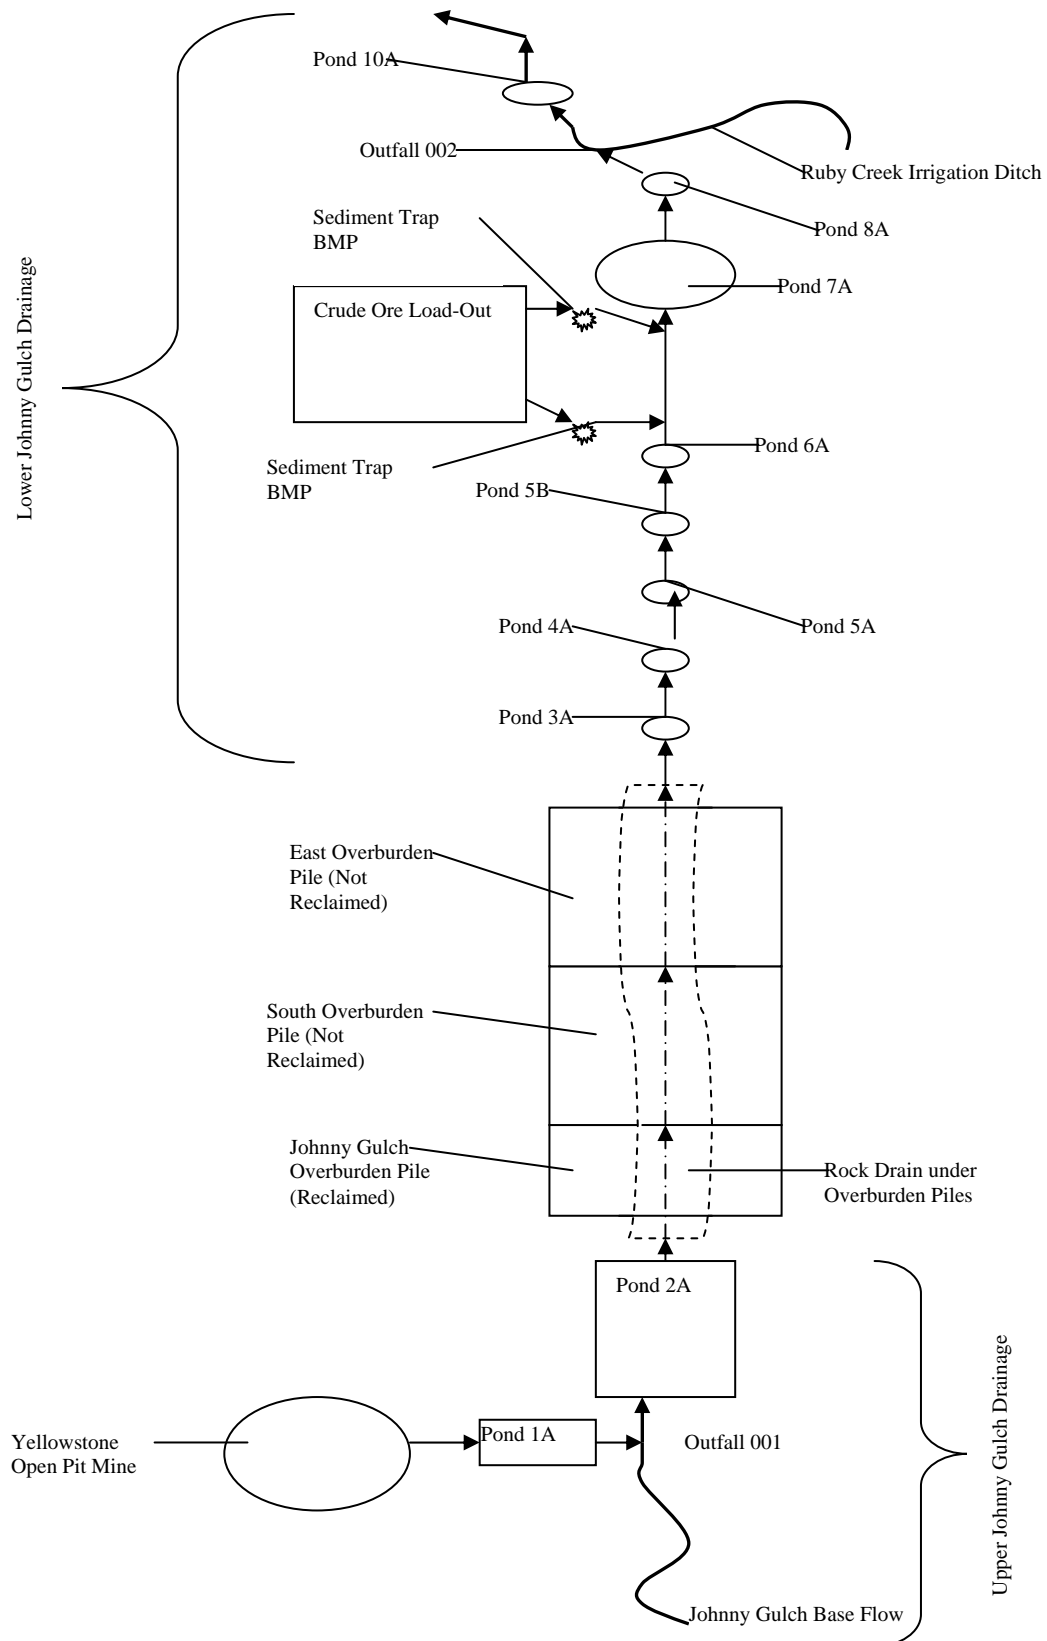 Pond 10A
Outfall 002
Ruby Creek Irrigation Ditch
Sediment Trap
BMP
Pond 8A
Pond 7A
Crude Ore Load-Out
Lower Johnny Gulch Drainage
Pond 6A
Sediment Trap
BMP
Pond 5B
Pond 5A
Pond 4A
Pond 3A
East Overburden
Pile (Not
Reclaimed)
South Overburden
Pile (Not
Reclaimed)
Johnny Gulch
Overburden Pile
(Reclaimed)
Rock Drain under
Overburden Piles
Pond 2A
Upper Johnny Gulch Drainage
Yellowstone
Open Pit Mine
Pond 1A
Outfall 001
Johnny Gulch Base Flow